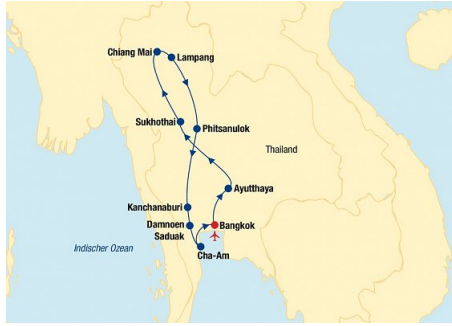 Chiang Mai
Lampang
Sukhothai
Phitsanulok
Thailand
Ayutthaya
Kanchanaburi
Damnoen
Saduak
Bangkok
Indischer Ozean
Cha-Am